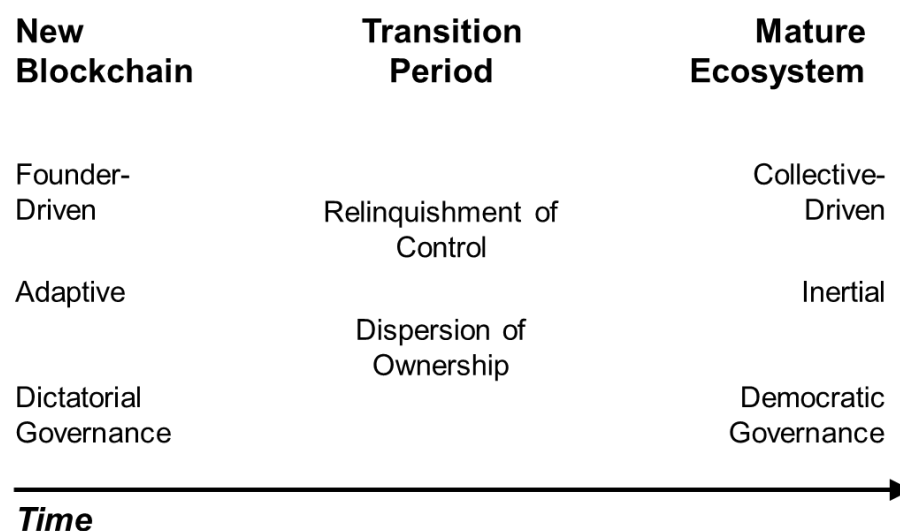 New
Blockchain
Transition
Period
Mature
Ecosystem
Founder-
Driven
Relinquishment of
Control
Collective-
Driven
Adaptive
Inertial
Dispersion of
Ownership
Dictatorial
Governance
Democratic
Governance
Time